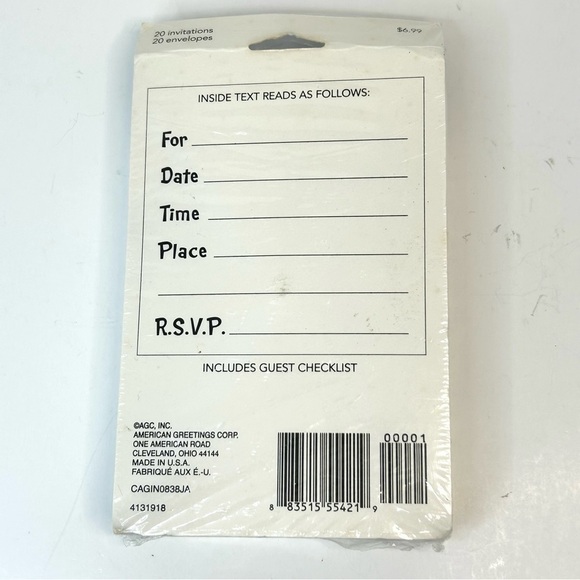 20 invitations
20 envelopes
$6.99
INSIDE TEXT READS AS FOLLOWS:
For
Date
Time
Place
R.S.V.P.
INCLUDES GUEST CHECKLIST
©AGC, INC.
AMERICAN GREETINGS CORP.
ONE AMERICAN ROAD
CLEVELAND, OHIO 44144
MADE IN U.S.A.
FABRIQUÉ AUX É.-U.
CAGIN0838JA
4131918
00001
8 83515 55421 9